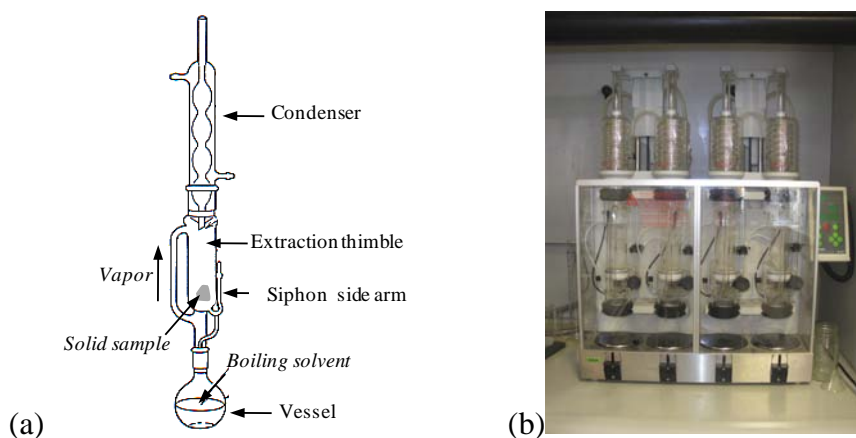 Condenser
Extraction thimble
Vapor
Siphon side arm
Solid sample
Boiling solvent
Vessel
(a)
(b)